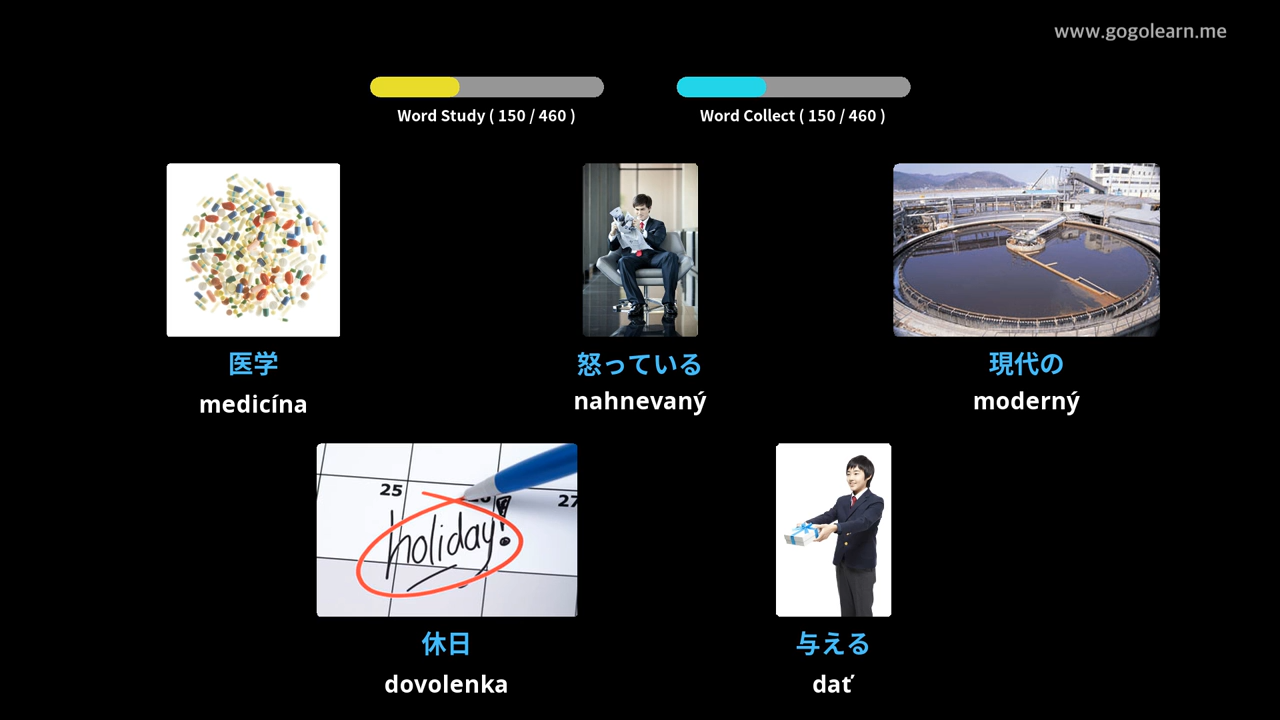 www.gogolearn.me
Word Study ( 150 / 460 )
Word Collect ( 150 / 460 )
医学
medicína
怒っている
nahnevaný
現代の
moderný
25
27
holiday!
休日
dovolenka
与える
dať